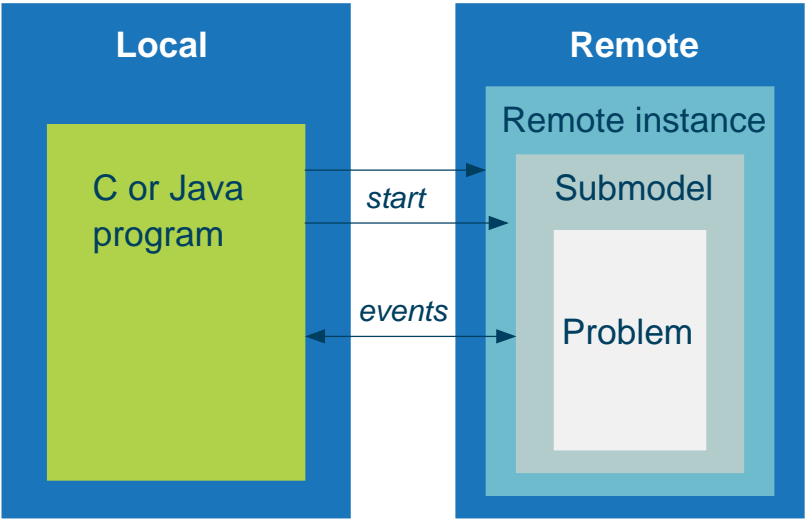 Local
Remote
Remote instance
C or Java
program
start
Submodel
events
Problem